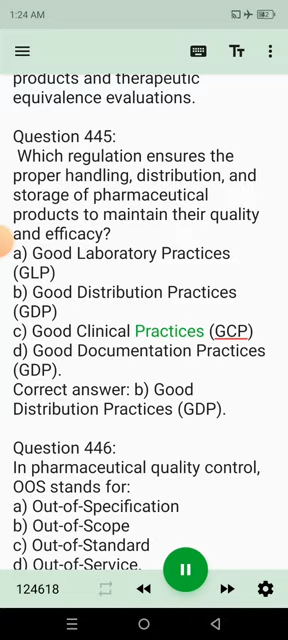 1:24 AM
82
products and therapeutic
equivalence evaluations.
Question 445:
Which regulation ensures the
proper handling, distribution, and
storage of pharmaceutical
products to maintain their quality
and efficacy?
a) Good Laboratory Practices
(GLP)
b) Good Distribution Practices
(GDP)
c) Good Clinical Practices (GCP)
d) Good Documentation Practices
(GDP).
Correct answer: b) Good
Distribution Practices (GDP).
Question 446:
In pharmaceutical quality control,
OOS stands for:
a) Out-of-Specification
b) Out-of-Scope
c) Out-of-Standard
d) Out-of-Service.
124618